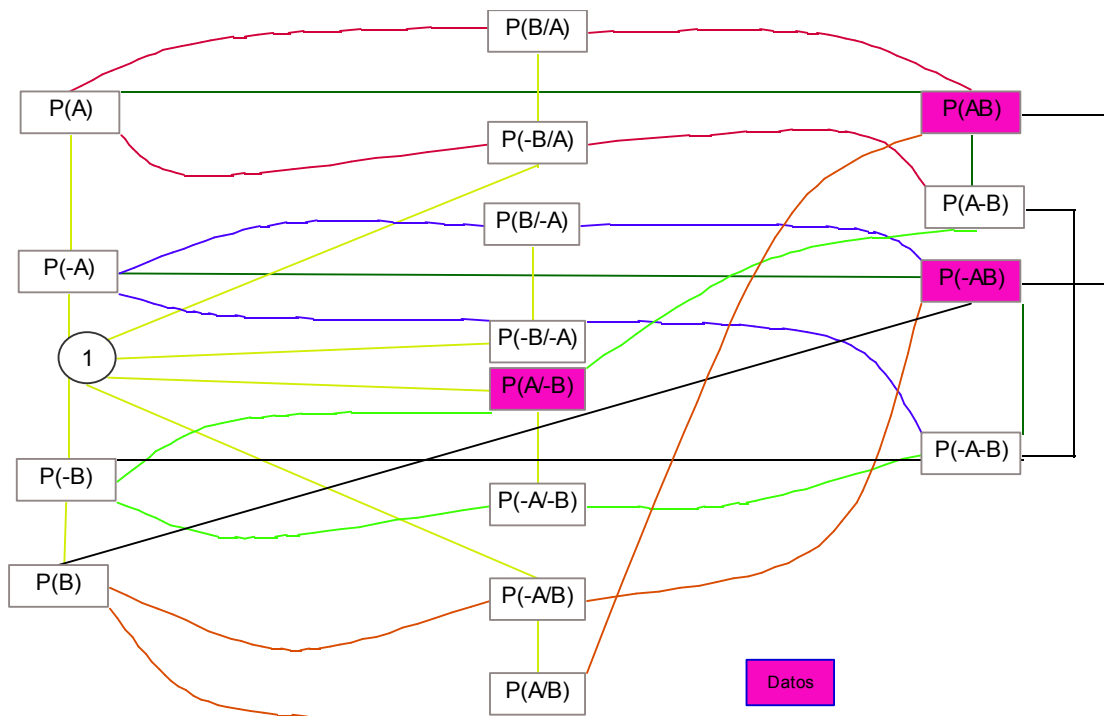 P(B/A)
P(A)
P(AB)
P(-B/A)
P(A-B)
P(B/-A)
P(-A)
P(-AB)
P(-B/-A)
1
P(A/-B)
P(-A-B)
P(-B)
P(-A/-B)
P(B)
P(-A/B)
P(A/B)
Datos